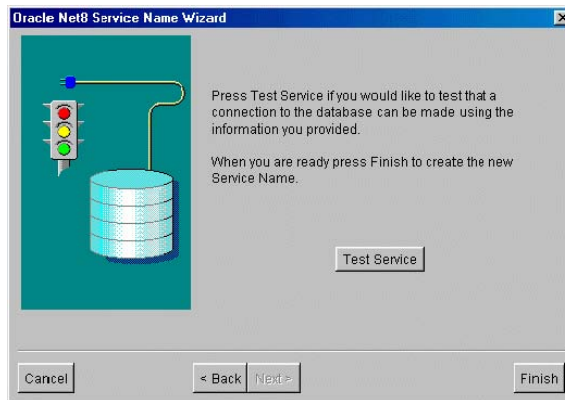 Oracle Net8 Service Name Wizard
Press Test Service if you would like to test that a
connection to the database can be made using the
information you provided.
When you are ready press Finish to create the new
Service Name.
Test Service
Cancel
< Back
Next >
Finish